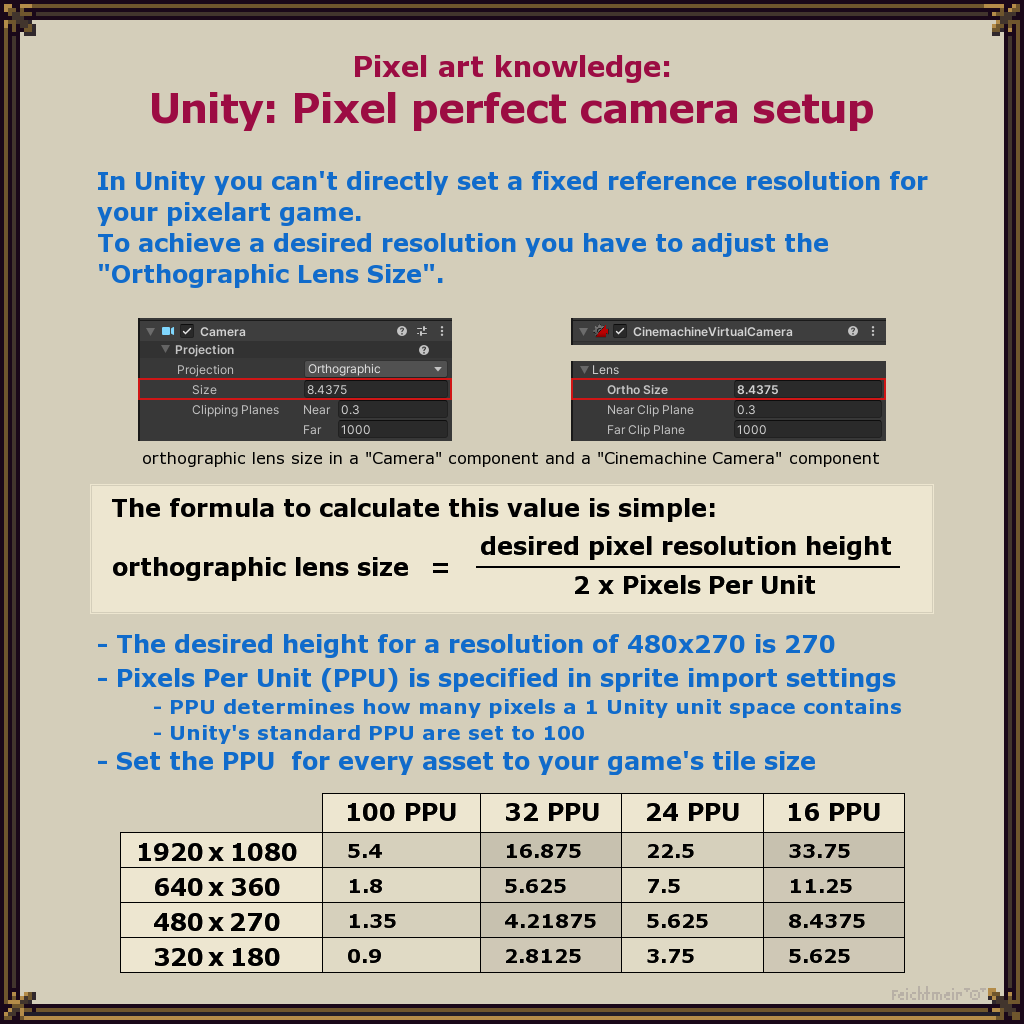 Pixel art knowledge:
Unity: Pixel perfect camera setup
In Unity you can't directly set a fixed reference resolution for
your pixelart game.
To achieve a desired resolution you have to adjust the
"Orthographic Lens Size".
Camera
Projection
Projection Orthographic
Size 8.4375
Clipping Planes Near 0.3
Far 1000
CinemachineVirtualCamera
Lens
Ortho Size 8.4375
Near Clip Plane 0.3
Far Clip Plane 1000
orthographic lens size in a "Camera" component and a "Cinemachine Camera" component
The formula to calculate this value is simple:
orthographic lens size = desired pixel resolution height
2 x Pixels Per Unit
- The desired height for a resolution of 480x270 is 270
- Pixels Per Unit (PPU) is specified in sprite import settings
- PPU determines how many pixels a 1 Unity unit space contains
- Unity's standard PPU are set to 100
- Set the PPU for every asset to your game's tile size
100 PPU 32 PPU 24 PPU 16 PPU
1920 x 1080 5.4 16.875 22.5 33.75
640 x 360 1.8 5.625 7.5 11.25
480 x 270 1.35 4.21875 5.625 8.4375
320 x 180 0.9 2.8125 3.75 5.625
Feichtmeir